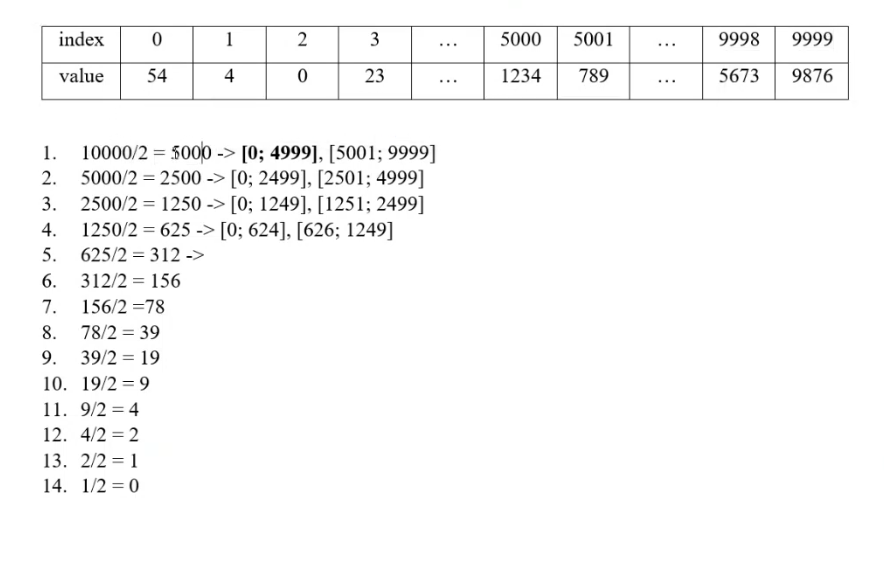 index 0 1 2 3 … 5000 5001 … 9998 9999
value 54 4 0 23 … 1234 789 … 5673 9876
1. 10000/2 = 5000 -> [0; 4999], [5001; 9999]
2. 5000/2 = 2500 -> [0; 2499], [2501; 4999]
3. 2500/2 = 1250 -> [0; 1249], [1251; 2499]
4. 1250/2 = 625 -> [0; 624], [626; 1249]
5. 625/2 = 312 ->
6. 312/2 = 156
7. 156/2 =78
8. 78/2 = 39
9. 39/2 = 19
10. 19/2 = 9
11. 9/2 = 4
12. 4/2 = 2
13. 2/2 = 1
14. 1/2 = 0